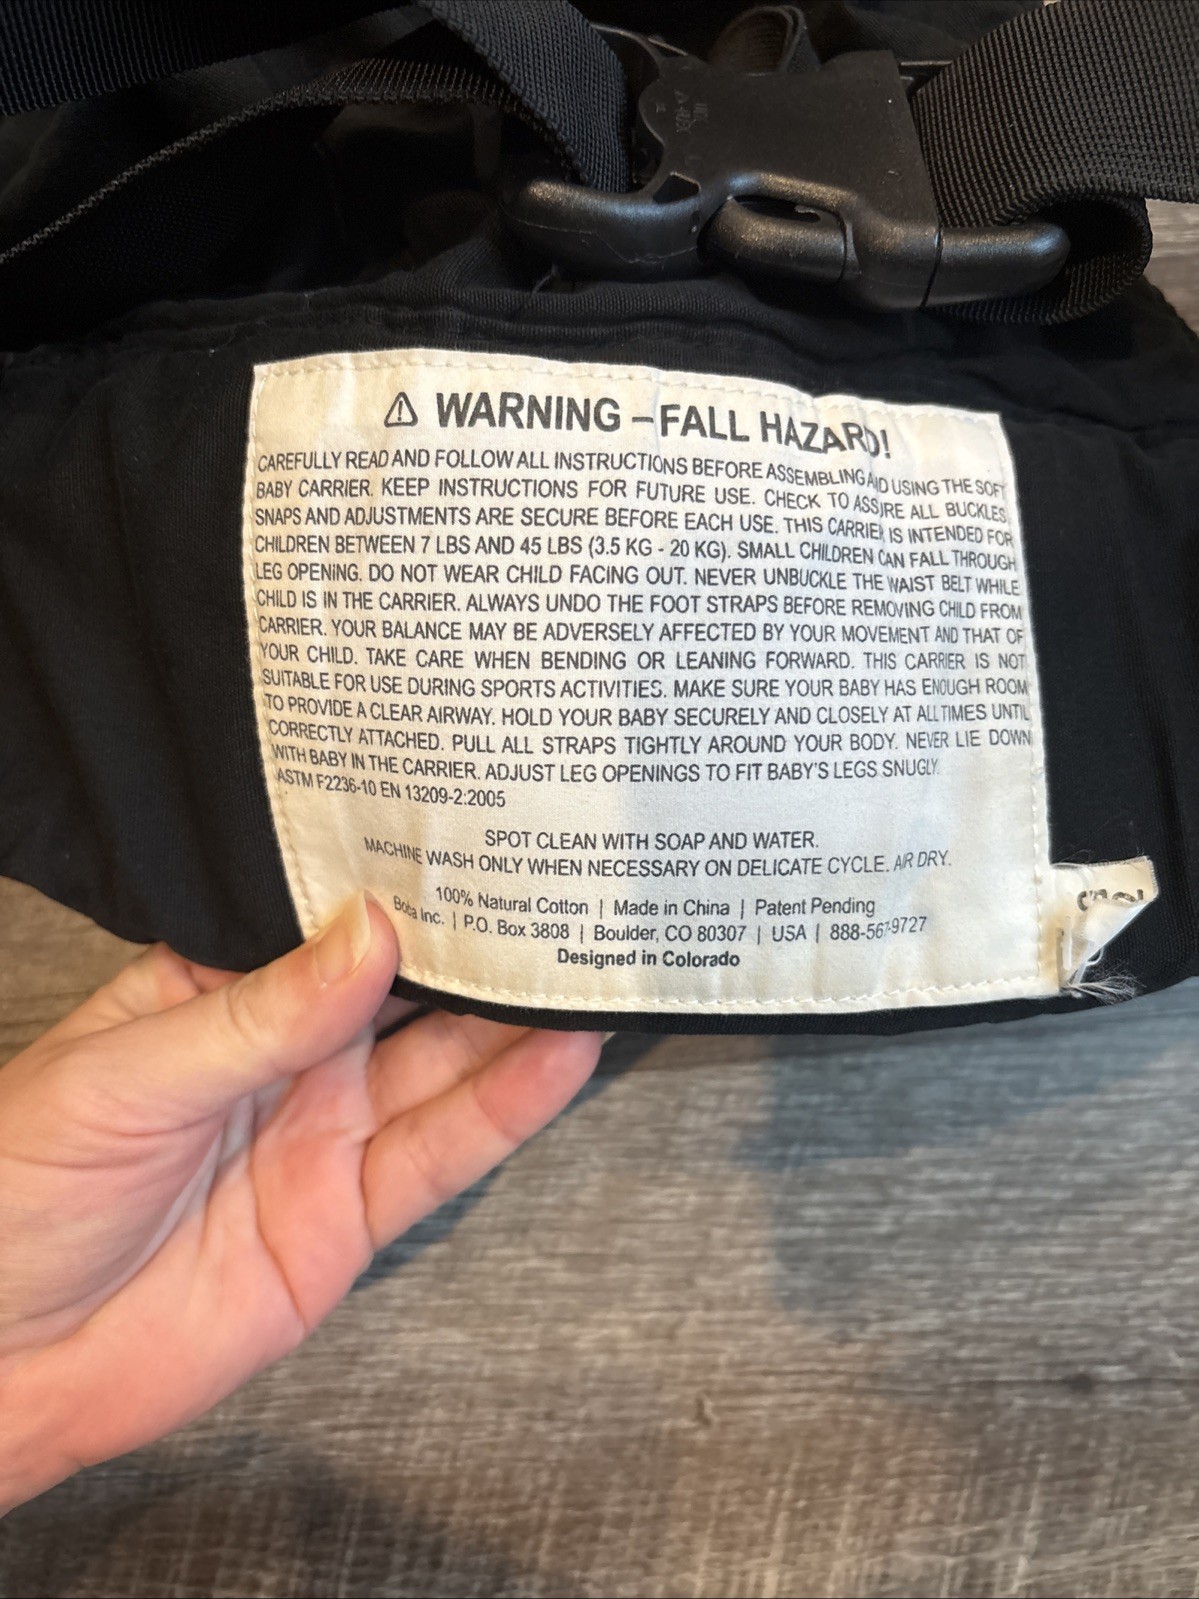 ⚠ WARNING – FALL HAZARD!
CAREFULLY READ AND FOLLOW ALL INSTRUCTIONS BEFORE ASSEMBLING AND USING THE SOFT
BABY CARRIER. KEEP INSTRUCTIONS FOR FUTURE USE. CHECK TO ASSURE ALL BUCKLES,
SNAPS AND ADJUSTMENTS ARE SECURE BEFORE EACH USE. THIS CARRIER IS INTENDED FOR
CHILDREN BETWEEN 7 LBS AND 45 LBS (3.5 KG - 20 KG). SMALL CHILDREN CAN FALL THROUGH
LEG OPENING. DO NOT WEAR CHILD FACING OUT. NEVER UNBUCKLE THE WAIST BELT WHILE
CHILD IS IN THE CARRIER. ALWAYS UNDO THE FOOT STRAPS BEFORE REMOVING CHILD FROM
CARRIER. YOUR BALANCE MAY BE ADVERSELY AFFECTED BY YOUR MOVEMENT AND THAT OF
YOUR CHILD. TAKE CARE WHEN BENDING OR LEANING FORWARD. THIS CARRIER IS NOT
SUITABLE FOR USE DURING SPORTS ACTIVITIES. MAKE SURE YOUR BABY HAS ENOUGH ROOM
TO PROVIDE A CLEAR AIRWAY. HOLD YOUR BABY SECURELY AND CLOSELY AT ALL TIMES UNTIL
CORRECTLY ATTACHED. PULL ALL STRAPS TIGHTLY AROUND YOUR BODY. NEVER LIE DOWN
WITH BABY IN THE CARRIER. ADJUST LEG OPENINGS TO FIT BABY'S LEGS SNUGLY.
ASTM F2236-10 EN 13209-2:2005
SPOT CLEAN WITH SOAP AND WATER.
MACHINE WASH ONLY WHEN NECESSARY ON DELICATE CYCLE. AIR DRY.
100% Natural Cotton | Made in China | Patent Pending
Boba Inc. | P.O. Box 3808 | Boulder, CO 80307 | USA | 888-567-9727
Designed in Colorado